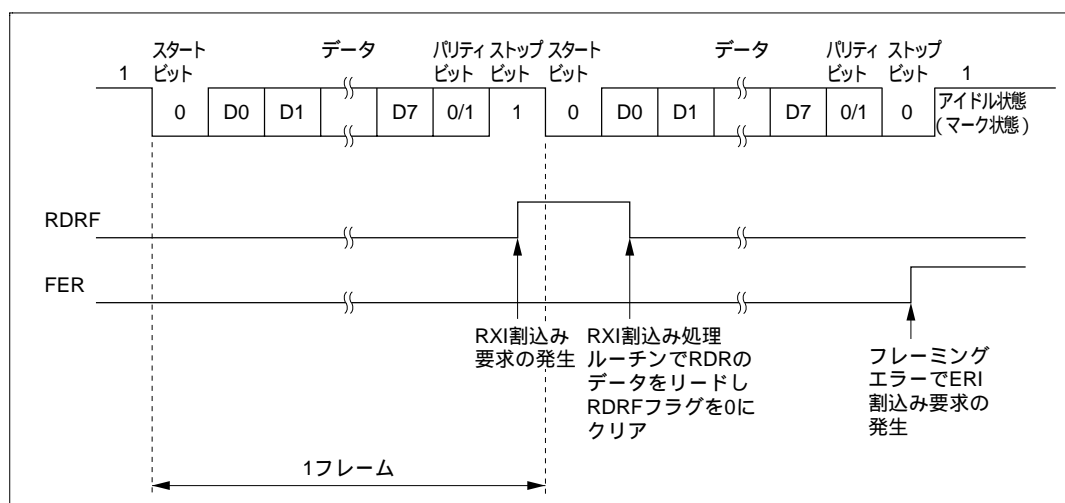 スタート
ビット
データ
パリティ
ビット
ストップ
ビット
スタート
ビット
データ
パリティ
ビット
ストップ
ビット
1
1
0
D0
D1
D7
0/1
1
0
D0
D1
D7
0/1
0
アイドル状態
(マーク状態)
RDRF
FER
RXI割込み
要求の発生
RXI割込み処理
ルーチンでRDRの
データをリードし
RDRFフラグを0に
クリア
フレーミング
エラーでERI
割込み要求の
発生
1フレーム